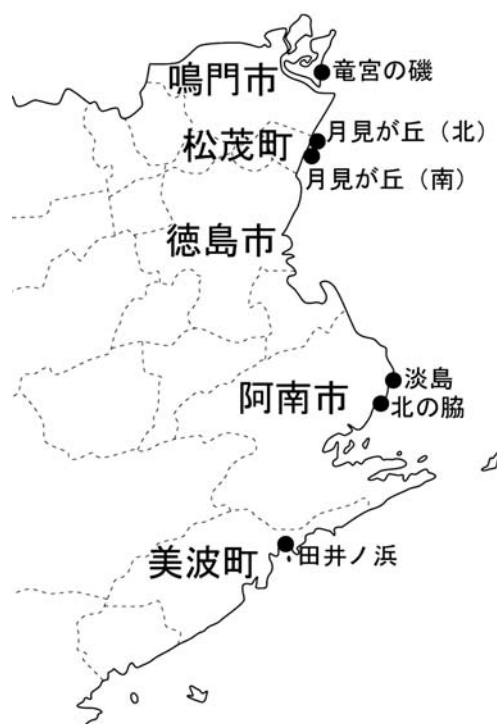 鳴門市
竜宮の磯
松茂町
月見が丘（北）
月見が丘（南）
徳島市
淡島
阿南市
北の脇
美波町
田井ノ浜